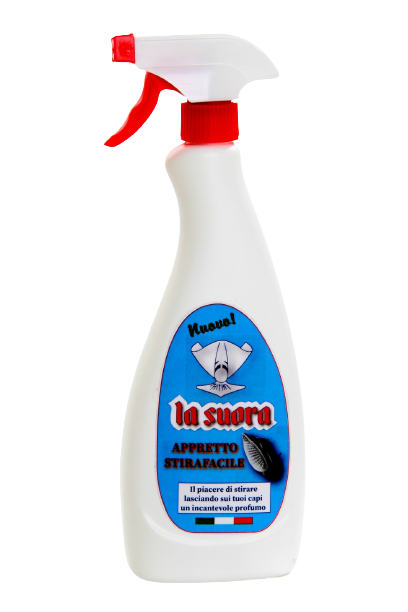 Nuovo!
la suora
APPRETTO
STIRAFACILE
Il piacere di stirare
lasciando sui tuoi capi
un incantevole profumo